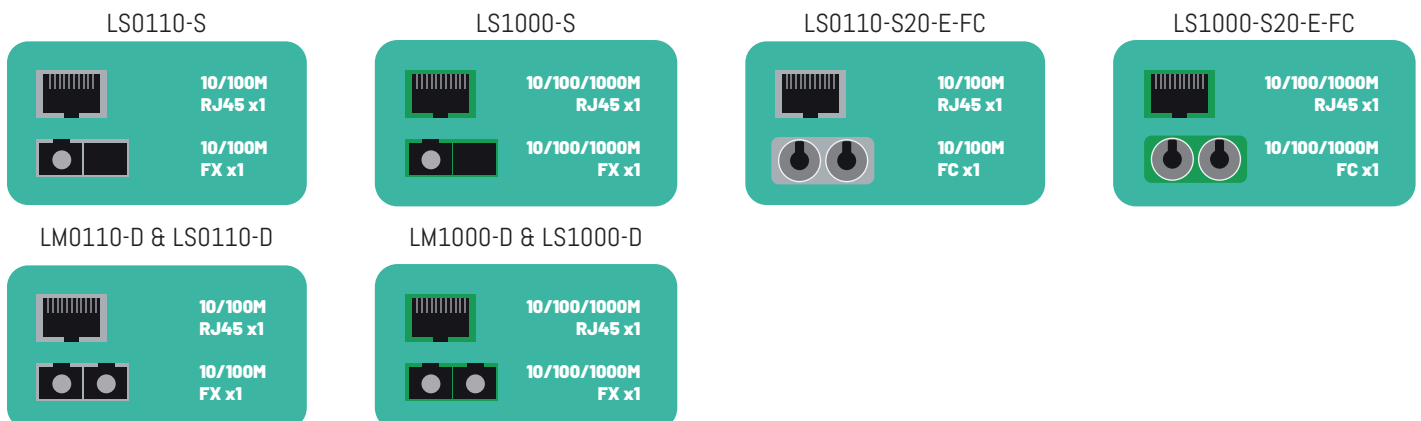 LS0110-S
10/100M
RJ45 x1
10/100M
FX x1
LS1000-S
10/100/1000M
RJ45 x1
10/100/1000M
FX x1
LS0110-S20-E-FC
10/100M
RJ45 x1
10/100M
FC x1
LS1000-S20-E-FC
10/100/1000M
RJ45 x1
10/100/1000M
FC x1
LM0110-D & LS0110-D
10/100M
RJ45 x1
10/100M
FX x1
LM1000-D & LS1000-D
10/100/1000M
RJ45 x1
10/100/1000M
FX x1